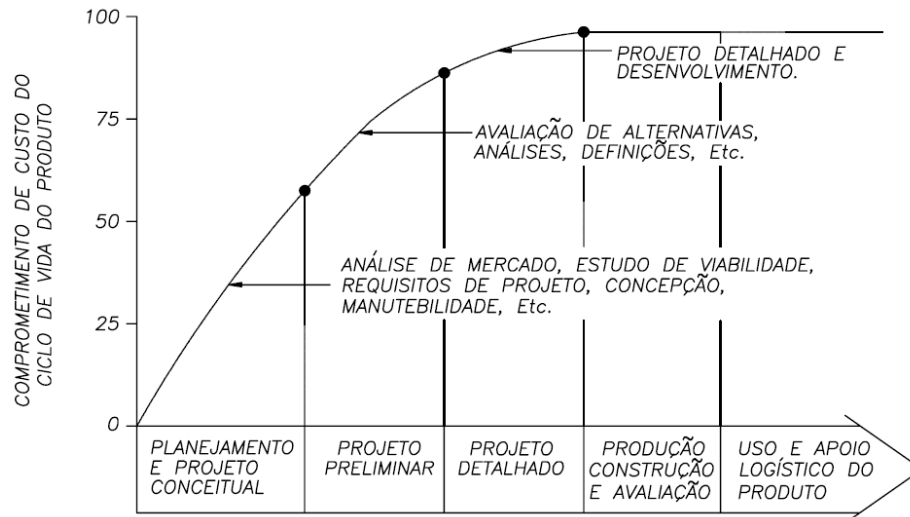 COMPROMETIMENTO DE CUSTO DO
CICLO DE VIDA DO PRODUTO
100
75
50
25
0
PROJETO DETALHADO E
DESENVOLVIMENTO.
AVALIAÇÃO DE ALTERNATIVAS,
ANÁLISES, DEFINIÇÕES, Etc.
ANÁLISE DE MERCADO, ESTUDO DE VIABILIDADE,
REQUISITOS DE PROJETO, CONCEPÇÃO,
MANUTEBILIDADE, Etc.
PLANEJAMENTO
E PROJETO
CONCEITUAL
PROJETO
PRELIMINAR
PROJETO
DETALHADO
PRODUÇÃO
CONSTRUÇÃO
E AVALIAÇÃO
USO E APOIO
LOGÍSTICO DO
PRODUTO